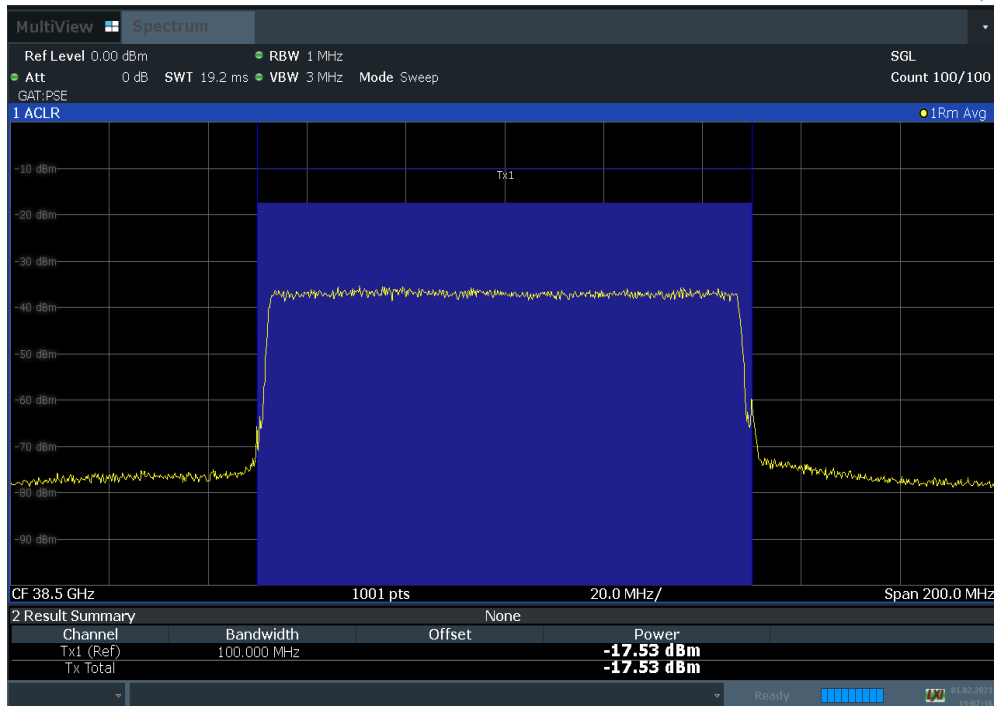 MultiView Spectrum
Ref Level 0.00 dBm RBW 1 MHz SGL
Att 0 dB SWT 19.2 ms VBW 3 MHz Mode Sweep Count 100/100
GAT:PSE
1 ACLR 1Rm Avg
-10 dBm
Tx1
-20 dBm
-30 dBm
-40 dBm
-50 dBm
-60 dBm
-70 dBm
-80 dBm
-90 dBm
CF 38.5 GHz 1001 pts 20.0 MHz/ Span 200.0 MHz
2 Result Summary None
Channel Bandwidth Offset Power
Tx1 (Ref) 100.000 MHz -17.53 dBm
Tx Total -17.53 dBm
Ready LXI 01.02.2021